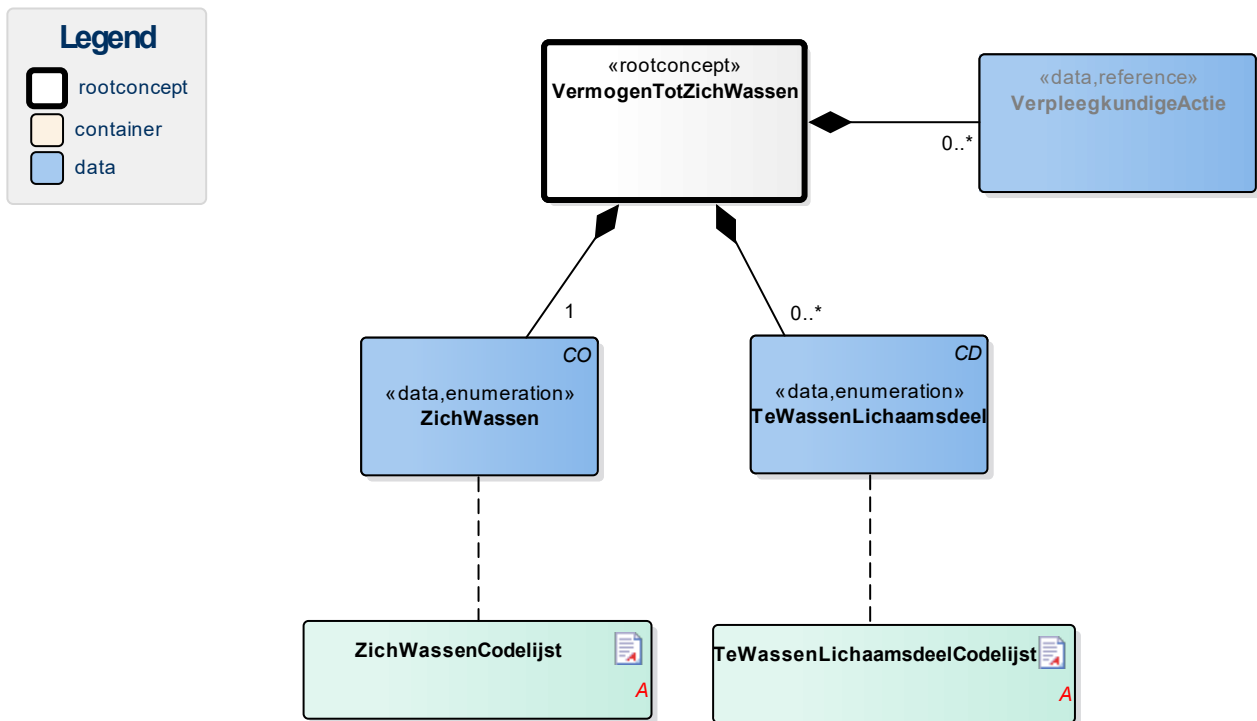 Legend
rootconcept
container
data
«rootconcept»
VermogenTotZichWassen
«data,reference»
VerpleegkundigeActie
0..*
1
0..*
CO
«data,enumeration»
ZichWassen
CD
«data,enumeration»
TeWassenLichaamsdeel
ZichWassenCodelijst
A
TeWassenLichaamsdeelCodelijst
A